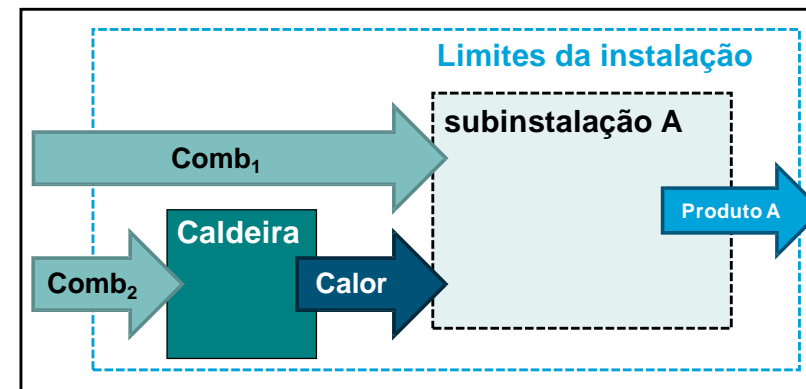 Limites da instalação
subinstalação A
Comb₁
Produto A
Caldeira
Comb₂
Calor